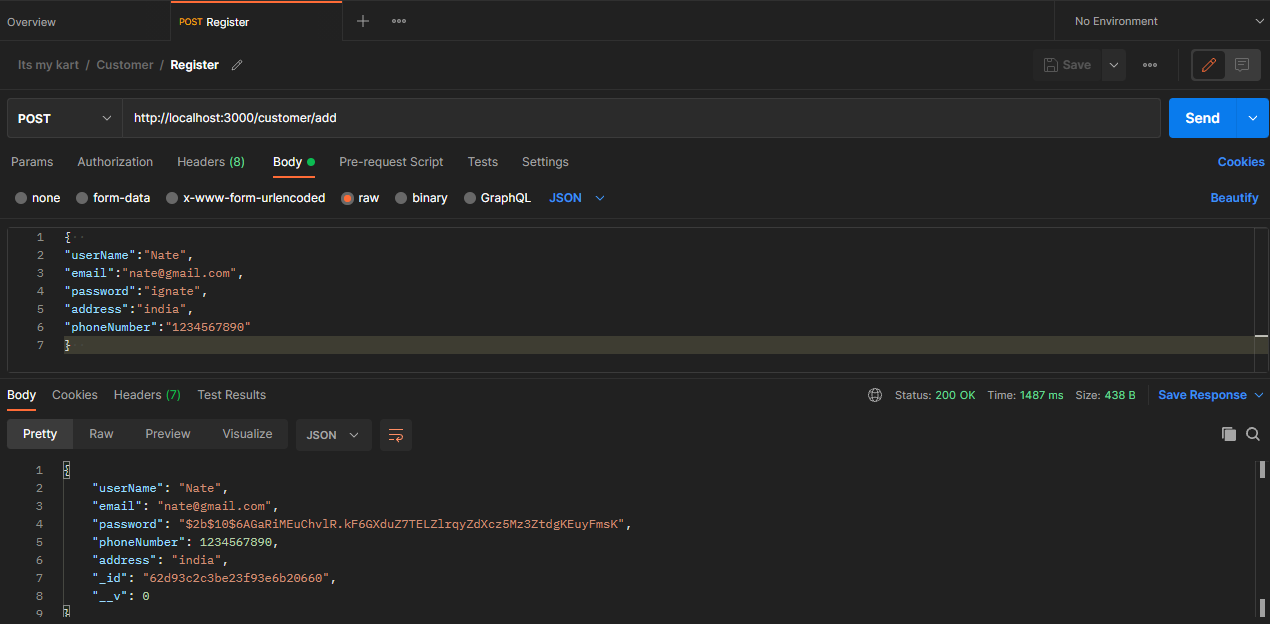 Overview
POST Register
No Environment
Its my kart / Customer / Register
Save
POST
http://localhost:3000/customer/add
Send
Params Authorization Headers (8) Body Pre-request Script Tests Settings Cookies
none form-data x-www-form-urlencoded raw binary GraphQL JSON Beautify
1 {
2 "userName":"Nate",
3 "email":"nate@gmail.com",
4 "password":"ignate",
5 "address":"india",
6 "phoneNumber":"1234567890"
7 }
Body Cookies Headers (7) Test Results Status: 200 OK Time: 1487 ms Size: 438 B Save Response
Pretty Raw Preview Visualize JSON
1 {
2 "userName": "Nate",
3 "email": "nate@gmail.com",
4 "password": "$2b$10$6AGaRiMEuChvlR.kF6GXduZ7TELZlrqyZdXcz5Mz3ZtdgKEuyFmsK",
5 "phoneNumber": 1234567890,
6 "address": "india",
7 "_id": "62d93c2c3be23f93e6b20660",
8 "__v": 0
9 }